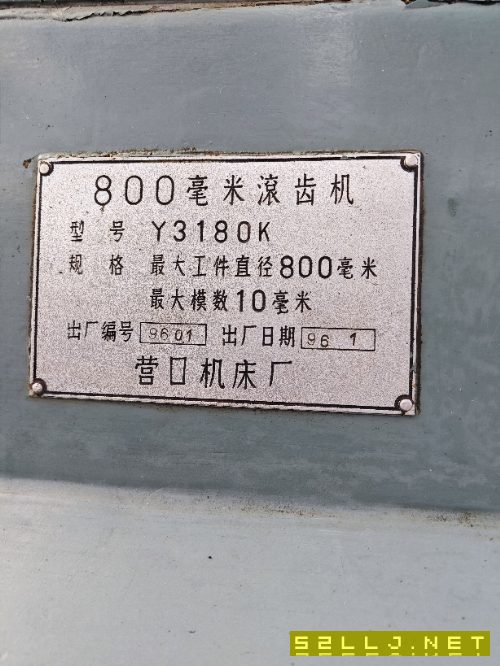 800毫米滚齿机
型号 Y3180K
规格 最大工件直径800毫米
最大模数10毫米
出厂编号 9601 出厂日期 96 1
营口机床厂
52LLJ.NET